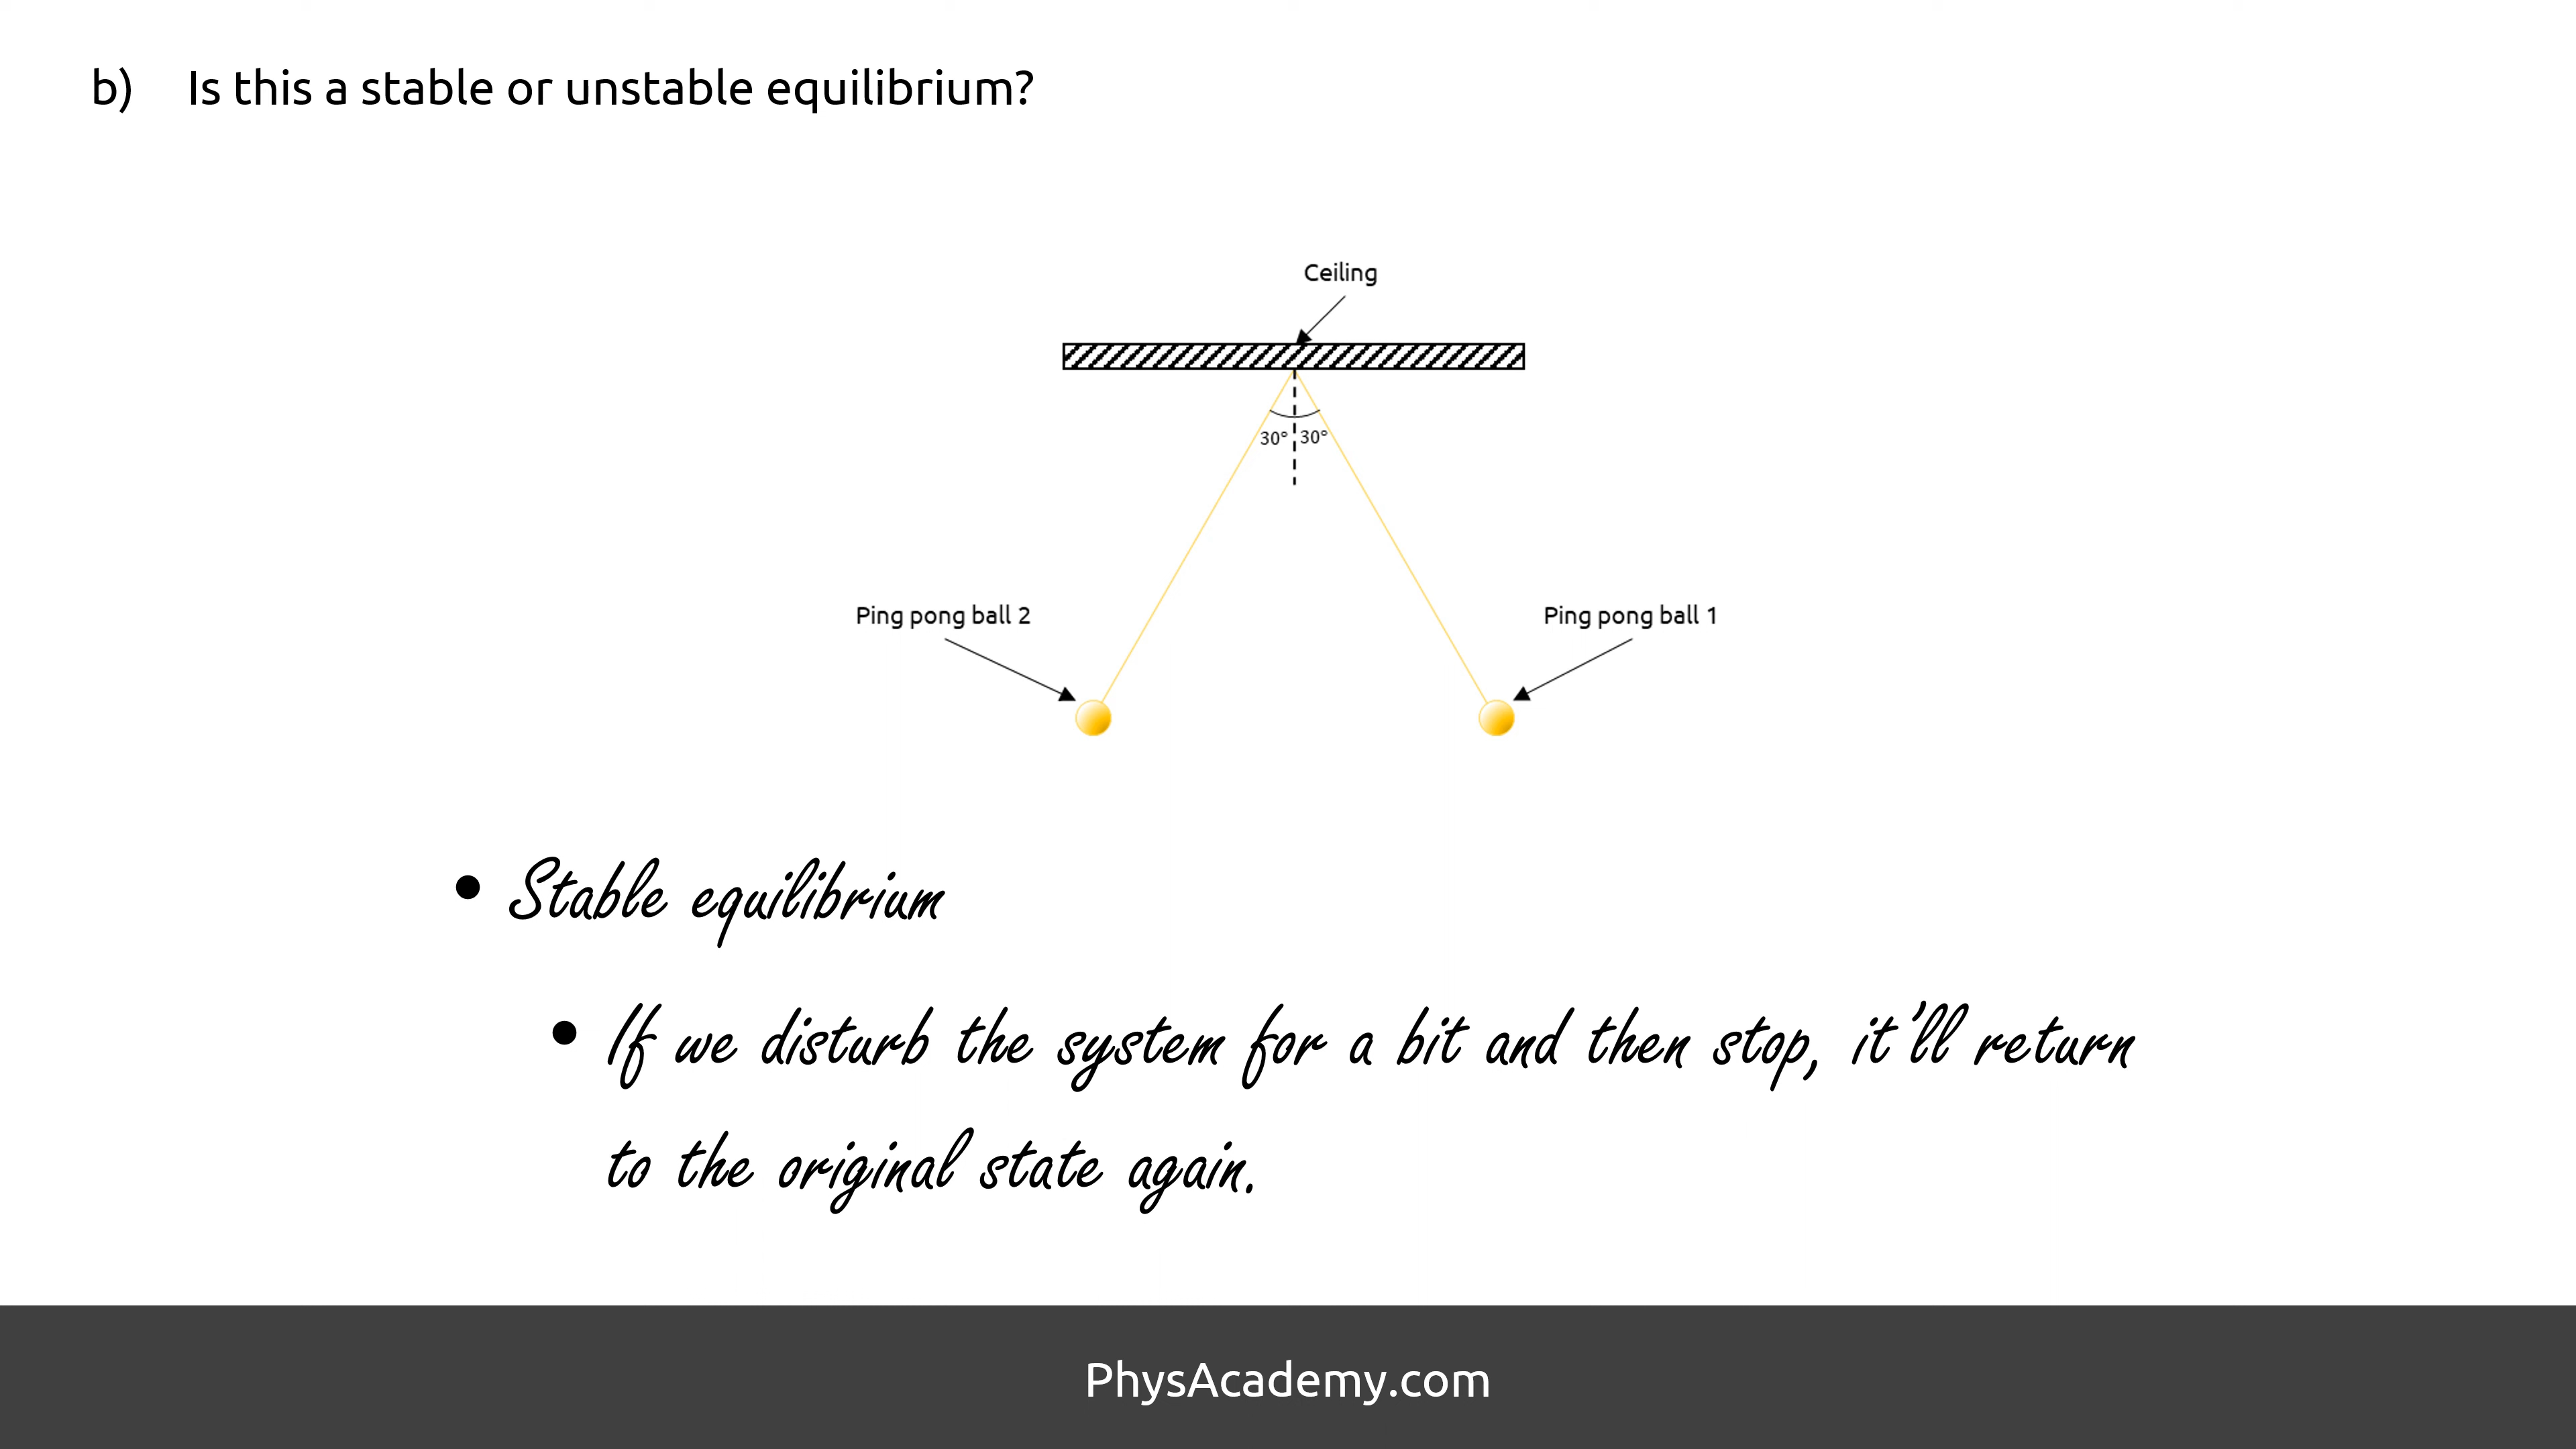 b) Is this a stable or unstable equilibrium?
Ceiling
30° 30°
Ping pong ball 2
Ping pong ball 1
• Stable equilibrium
• If we disturb the system for a bit and then stop, it'll return
to the original state again.
PhysAcademy.com